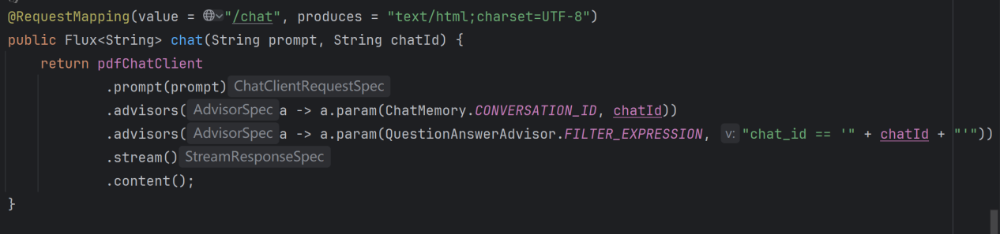 @RequestMapping(value = "/chat", produces = "text/html;charset=UTF-8")
public Flux<String> chat(String prompt, String chatId) {
    return pdfChatClient
            .prompt(prompt) ChatClientRequestSpec
            .advisors( AdvisorSpec a -> a.param(ChatMemory.CONVERSATION_ID, chatId))
            .advisors( AdvisorSpec a -> a.param(QuestionAnswerAdvisor.FILTER_EXPRESSION, v: "chat_id == '" + chatId + "'"))
            .stream() StreamResponseSpec
            .content();
}